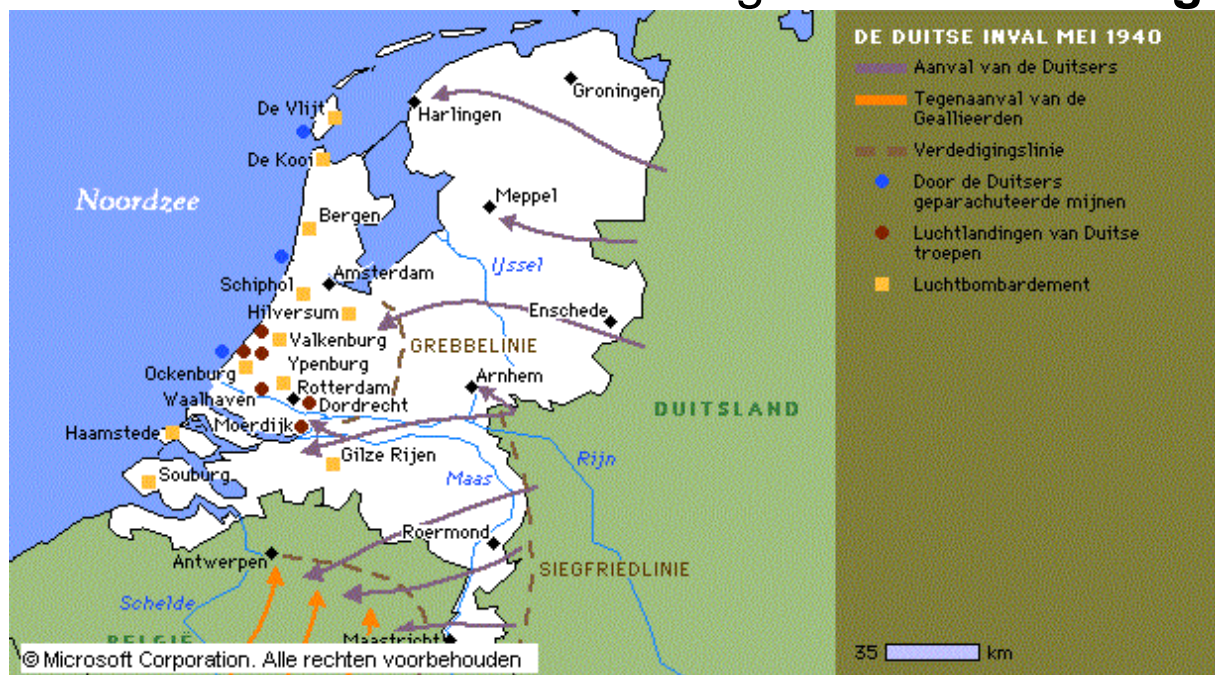 DE DUITSE INVAL MEI 1940
Aanval van de Duitsers
Tegenaanval van de
Geallieerden
Verdedigingslinie
Door de Duitsers
geparachuteerde mijnen
Luchtlandingen van Duitse
troepen
Luchtbombardement
35 km
Groningen
De Vlijt
Harlingen
De Kooi
Noordzee
Meppel
Bergen
IJssel
Amsterdam
Schiphol
Hilversum
Enschede
Valkenburg
GREBBELINIE
Ypenburg
Ockenburg
Arnhem
Rotterdam
Waalhaven
Dordrecht
DUITSLAND
Moerdijk
Haamstede
Gilze Rijen
Rijn
Souburg
Maas
Roermond
Antwerpen
SIEGFRIEDLINIE
Schelde
BELGIË
Maastricht
© Microsoft Corporation. Alle rechten voorbehouden